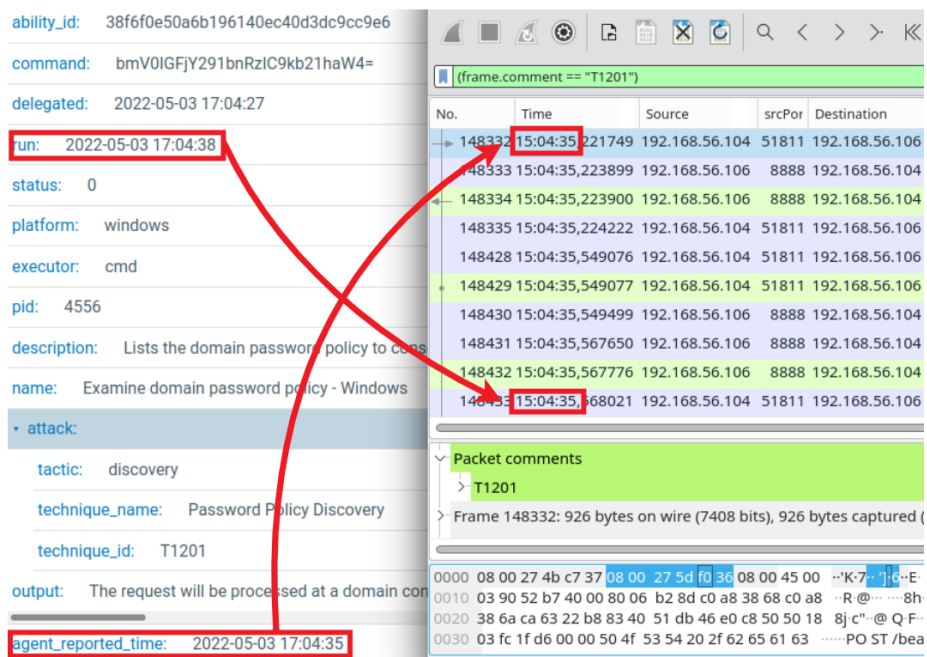 ability_id: 38f6f0e50a6b196140ec40d3dc9cc9e6
command: bmV0IGFjY291bnRzIC9kb21haW4=
delegated: 2022-05-03 17:04:27
run: 2022-05-03 17:04:38
status: 0
platform: windows
executor: cmd
pid: 4556
description: Lists the domain password policy to cons
name: Examine domain password policy - Windows
attack:
tactic: discovery
technique_name: Password Policy Discovery
technique_id: T1201
output: The request will be processed at a domain con
agent_reported_time: 2022-05-03 17:04:35
(frame.comment == "T1201")
No. Time Source srcPor Destination
148332 15:04:35,221749 192.168.56.104 51811 192.168.56.106
148333 15:04:35,223899 192.168.56.106 8888 192.168.56.104
148334 15:04:35,223900 192.168.56.106 8888 192.168.56.104
148335 15:04:35,224222 192.168.56.104 51811 192.168.56.106
148428 15:04:35,549076 192.168.56.104 51811 192.168.56.106
148429 15:04:35,549077 192.168.56.104 51811 192.168.56.106
148430 15:04:35,549499 192.168.56.106 8888 192.168.56.104
148431 15:04:35,567650 192.168.56.106 8888 192.168.56.104
148432 15:04:35,567776 192.168.56.106 8888 192.168.56.104
148433 15:04:35,568021 192.168.56.104 51811 192.168.56.106
Packet comments
T1201
Frame 148332: 926 bytes on wire (7408 bits), 926 bytes captured (
0000 08 00 27 4b c7 37 08 00 27 5d f0 36 08 00 45 00 ··'K·7·· ']·6··E·
0010 03 90 52 b7 40 00 80 06 b2 8d c0 a8 38 68 c0 a8 ··R·@··· ····8h··
0020 38 6a ca 63 22 b8 83 40 51 db 46 e0 c8 50 50 18 8j·c"··@ Q·F··
0030 03 fc 1f d6 00 00 50 4f 53 54 20 2f 62 65 61 63 ······PO ST /bea